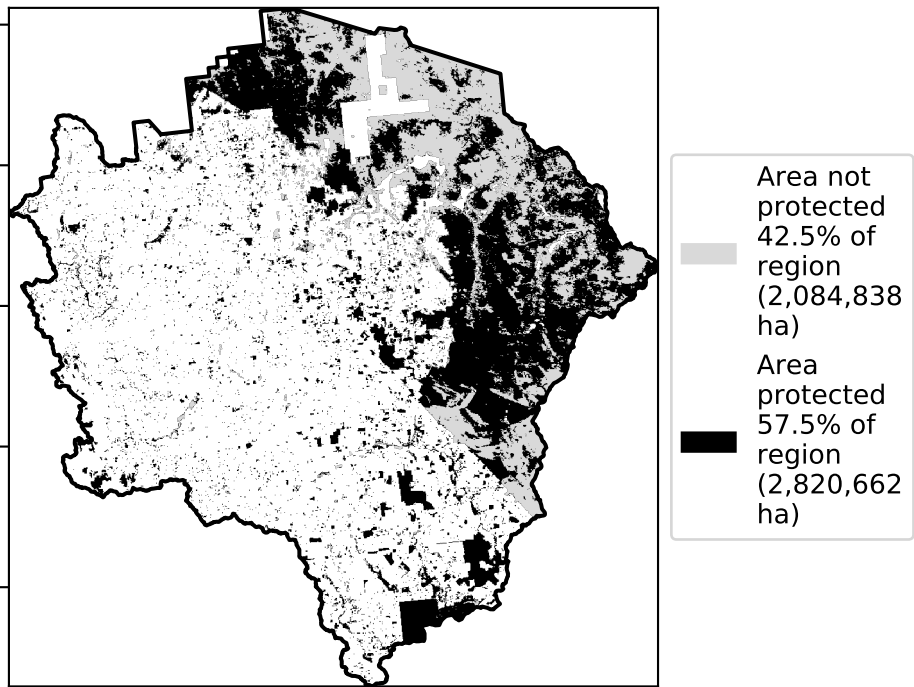 Area not
protected
42.5% of
region
(2,084,838
ha)
Area
protected
57.5% of
region
(2,820,662
ha)